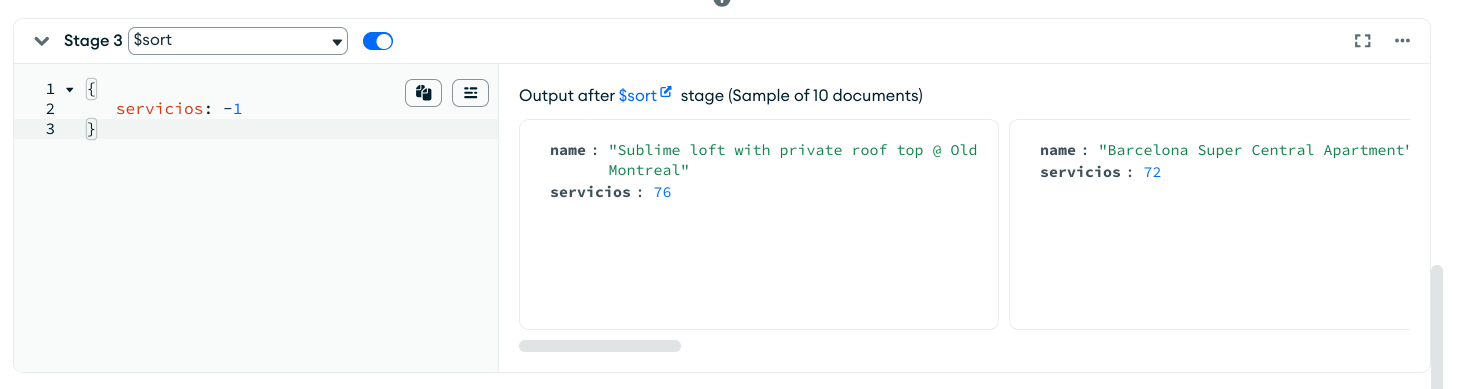 Stage 3 $sort
1 {
2 servicios: -1
3 }
Output after $sort stage (Sample of 10 documents)
name : "Sublime loft with private roof top @ Old
Montreal"
servicios : 76
name : "Barcelona Super Central Apartment"
servicios : 72